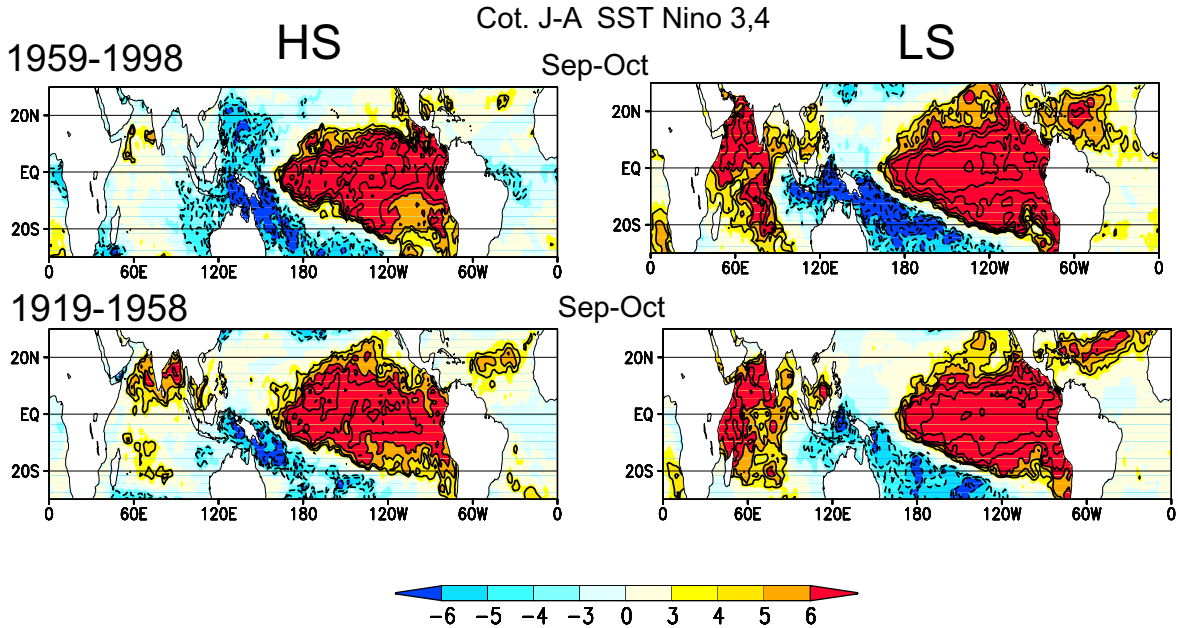 Cot. J-A SST Nino 3,4
HS
LS
1959-1998
Sep-Oct
20N
EQ
20S
0 60E 120E 180 120W 60W 0
20N
EQ
20S
0 60E 120E 180 120W 60W 0
1919-1958
Sep-Oct
20N
EQ
20S
0 60E 120E 180 120W 60W 0
20N
EQ
20S
0 60E 120E 180 120W 60W 0
-6 -5 -4 -3 0 3 4 5 6